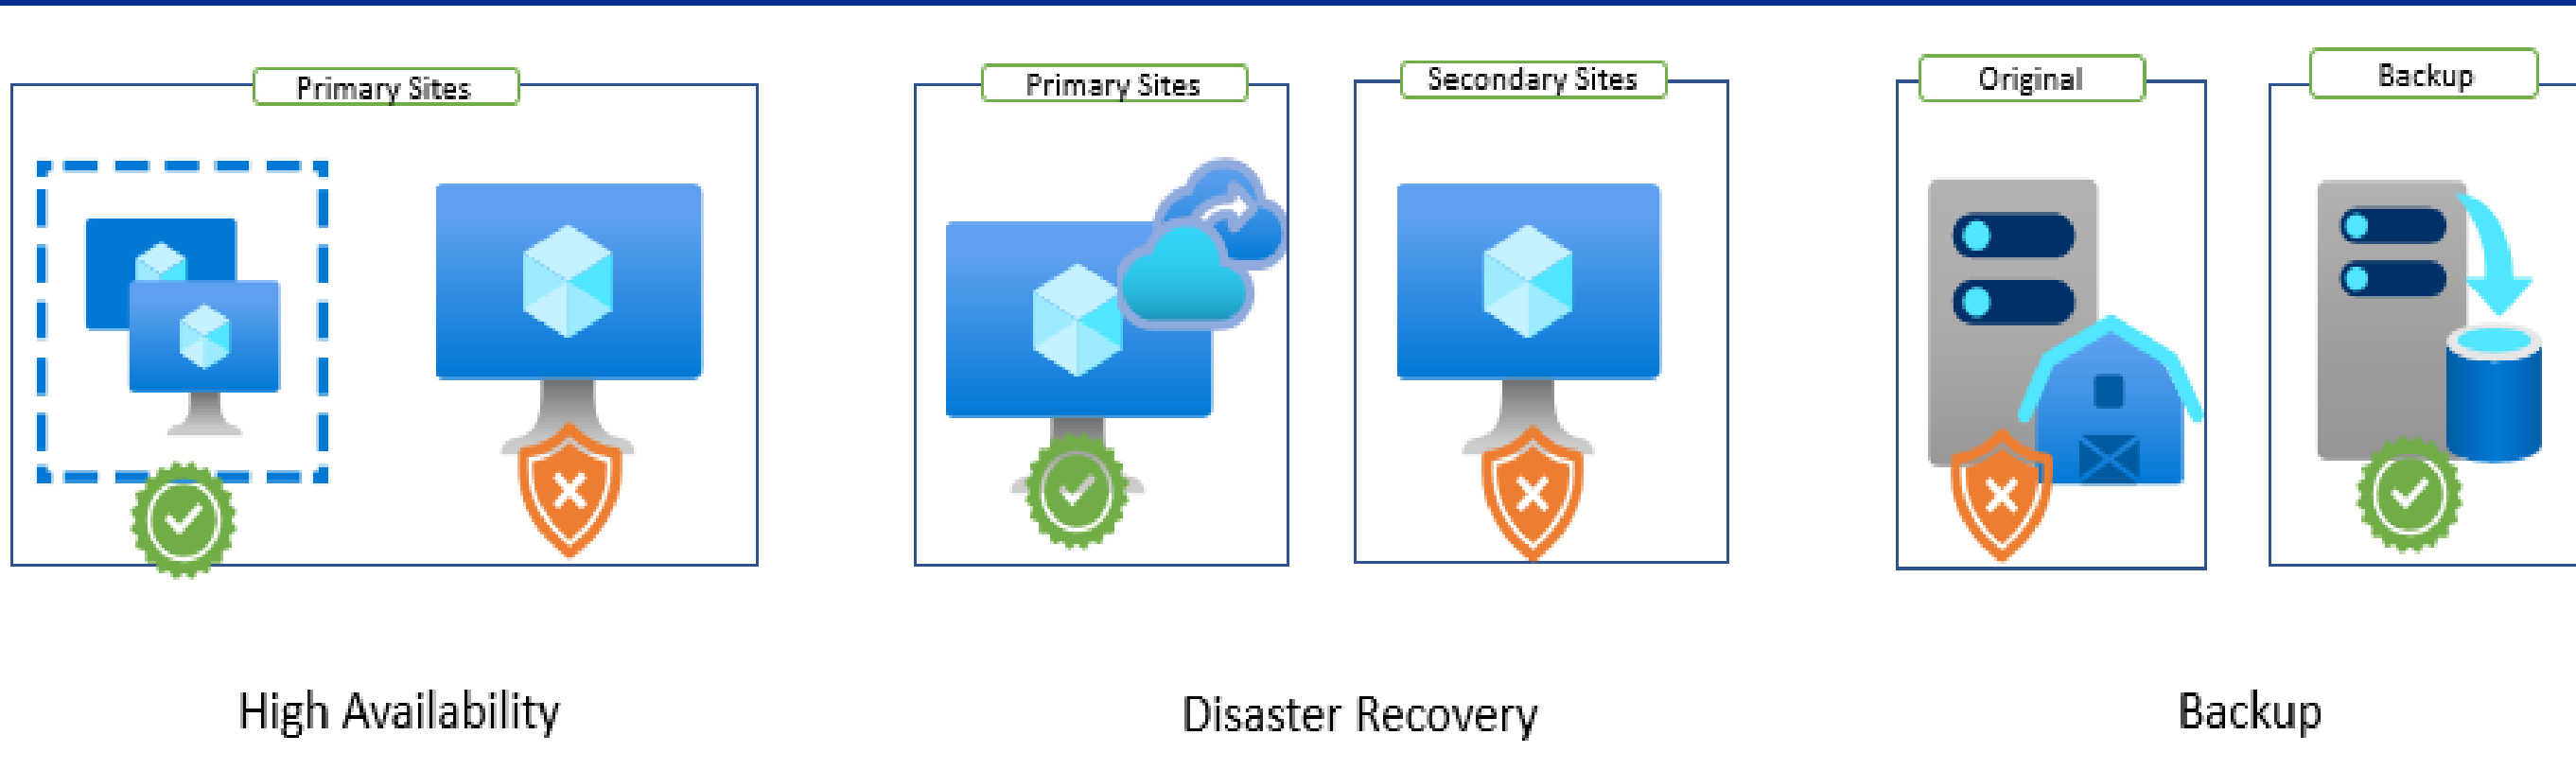 Primary Sites
Primary Sites
Secondary Sites
Original
Backup
High Availability
Disaster Recovery
Backup